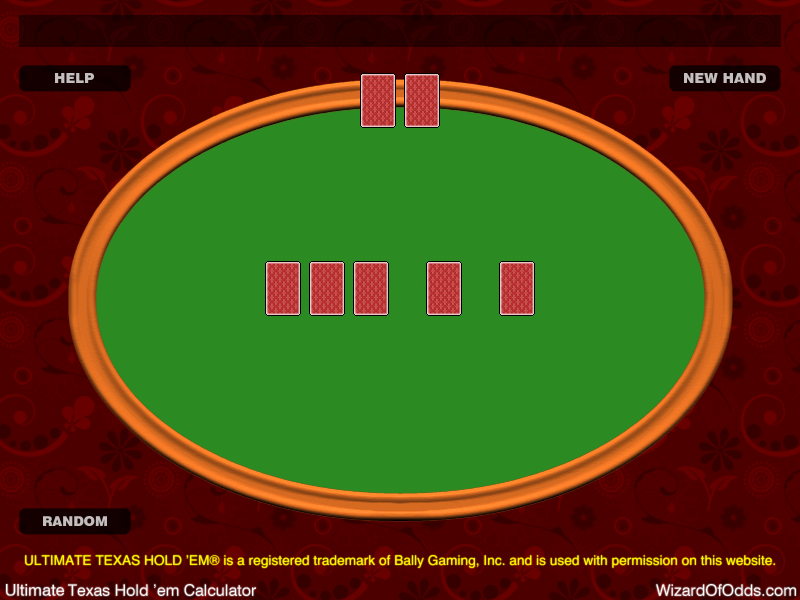 HELP
NEW HAND
RANDOM
ULTIMATE TEXAS HOLD 'EM® is a registered trademark of Bally Gaming, Inc. and is used with permission on this website.
Ultimate Texas Hold 'em Calculator
WizardOfOdds.com